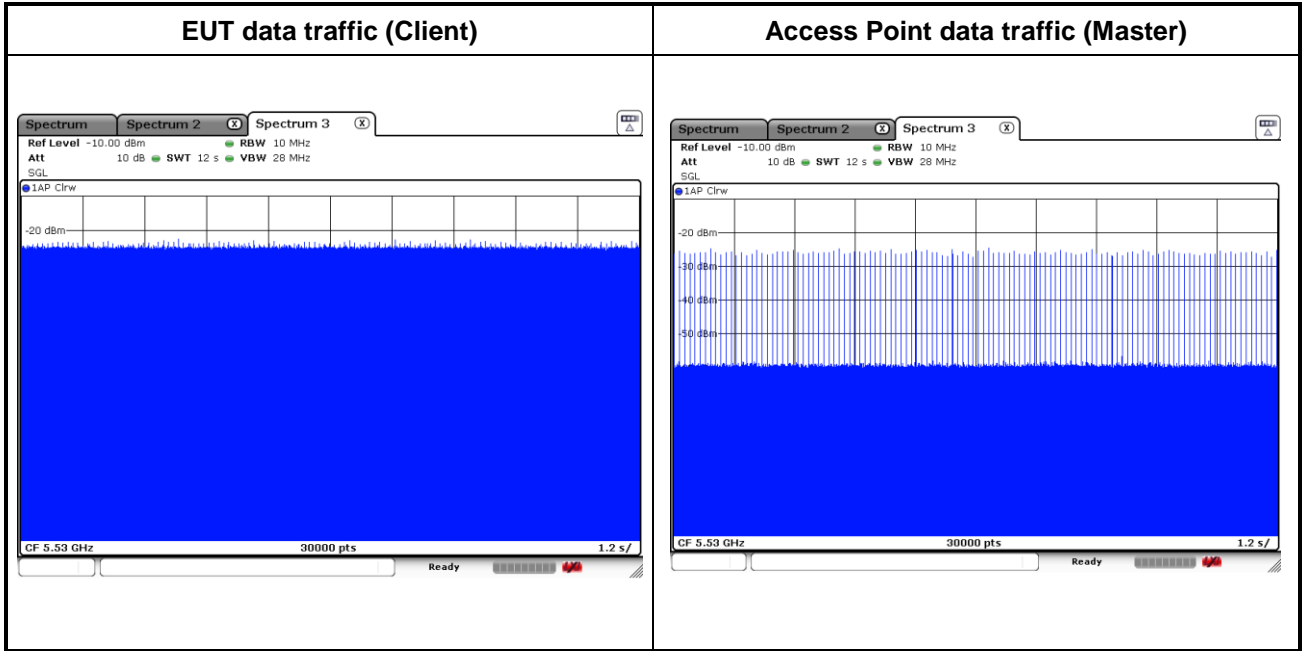 EUT data traffic (Client)
Access Point data traffic (Master)
Spectrum Spectrum 2 X Spectrum 3 X
Ref Level -10.00 dBm RBW 10 MHz
Att 10 dB SWT 12 s VBW 28 MHz
SGL
1AP Clrw
-20 dBm
CF 5.53 GHz 30000 pts 1.2 s/
Ready
Spectrum Spectrum 2 X Spectrum 3 X
Ref Level -10.00 dBm RBW 10 MHz
Att 10 dB SWT 12 s VBW 28 MHz
SGL
1AP Clrw
-20 dBm
-30 dBm
-40 dBm
-50 dBm
CF 5.53 GHz 30000 pts 1.2 s/
Ready